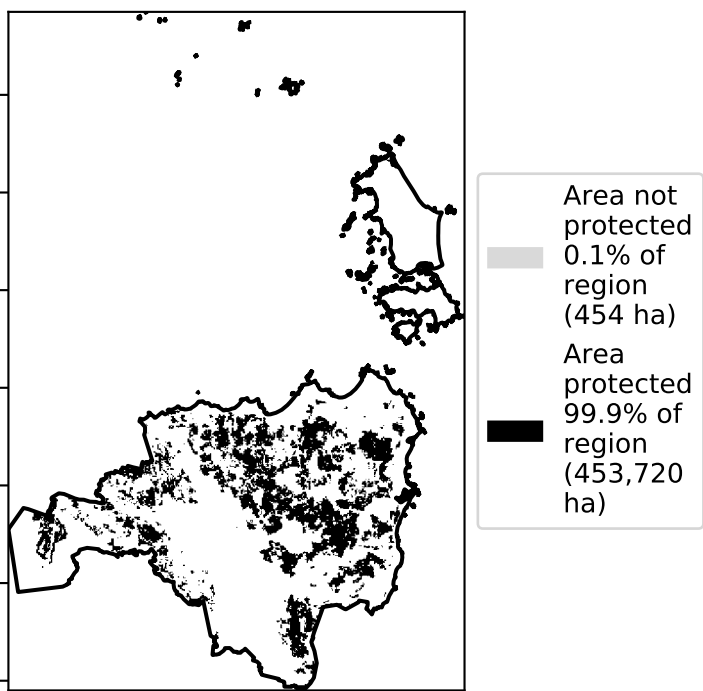 Area not
protected
0.1% of
region
(454 ha)
Area
protected
99.9% of
region
(453,720
ha)